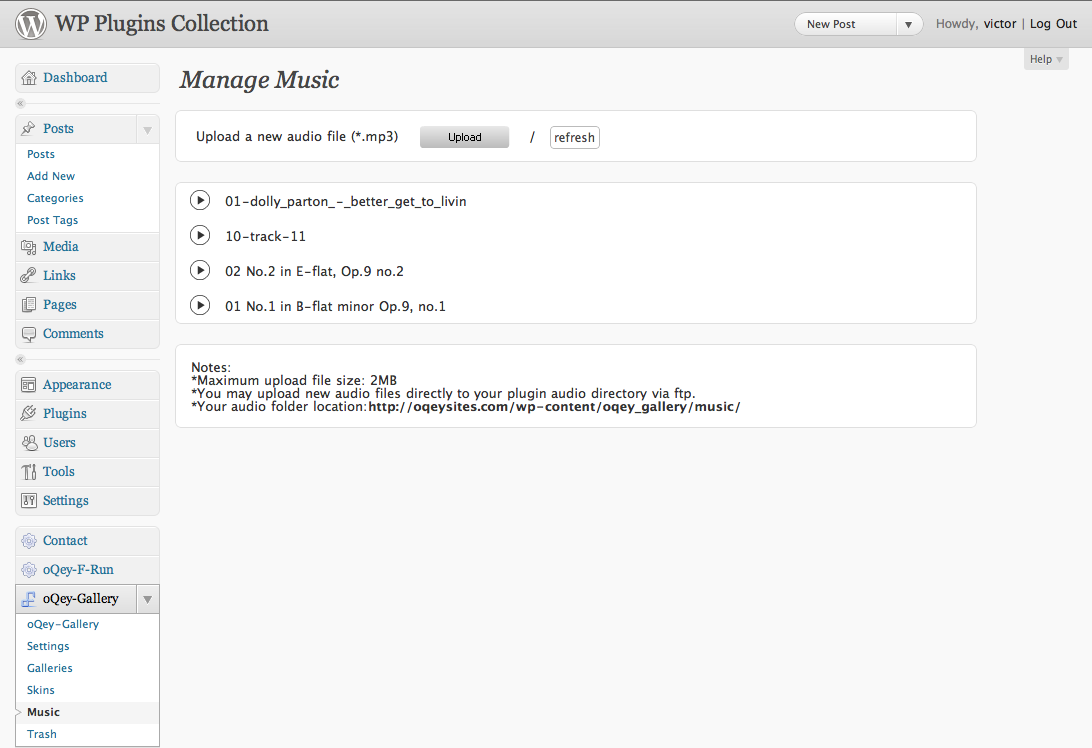 WP Plugins Collection
New Post
Howdy, victor | Log Out
Help
Dashboard
Posts
Posts
Add New
Categories
Post Tags
Media
Links
Pages
Comments
Appearance
Plugins
Users
Tools
Settings
Contact
oQey-F-Run
oQey-Gallery
oQey-Gallery
Settings
Galleries
Skins
Music
Trash
Manage Music
Upload a new audio file (*.mp3) Upload / refresh
01-dolly_parton_-_better_get_to_livin
10-track-11
02 No.2 in E-flat, Op.9 no.2
01 No.1 in B-flat minor Op.9, no.1
Notes:
*Maximum upload file size: 2MB
*You may upload new audio files directly to your plugin audio directory via ftp.
*Your audio folder location:http://oqeysites.com/wp-content/oqey_gallery/music/